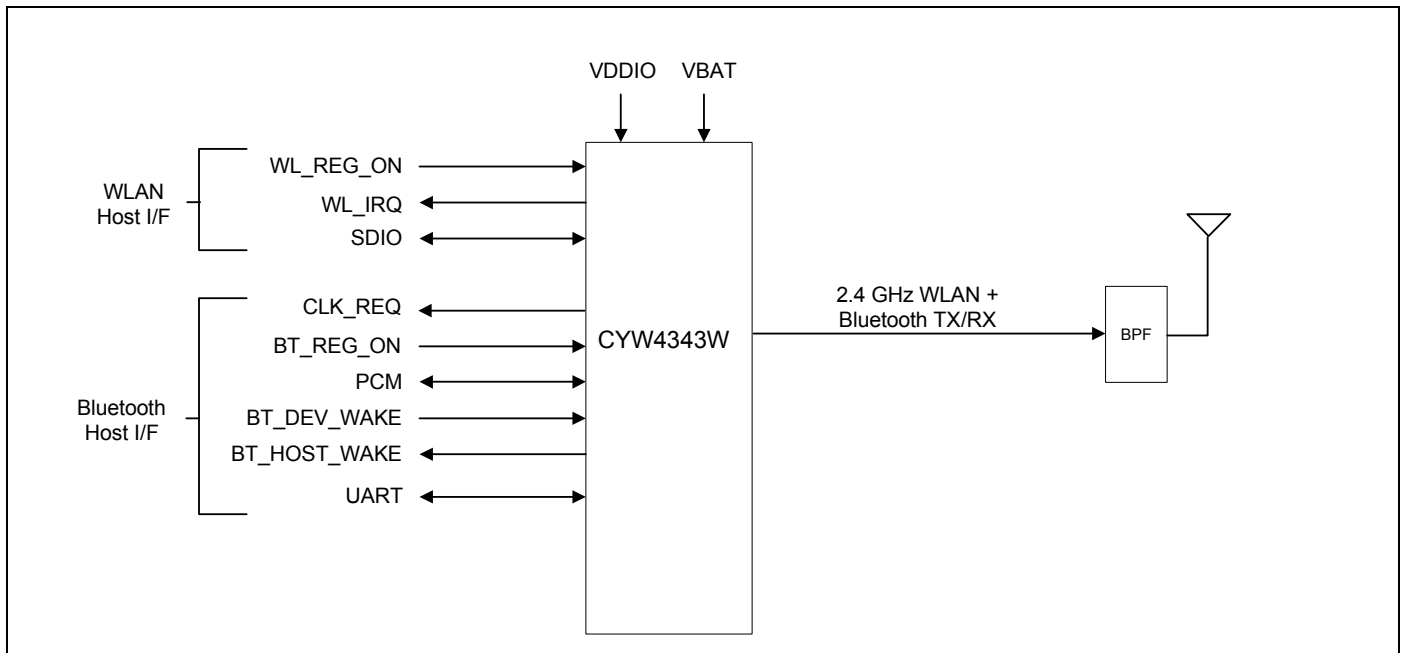 VDDIO VBAT
WLAN
Host I/F
WL_REG_ON
WL_IRQ
SDIO
Bluetooth
Host I/F
CLK_REQ
BT_REG_ON
PCM
BT_DEV_WAKE
BT_HOST_WAKE
UART
CYW4343W
2.4 GHz WLAN +
Bluetooth TX/RX
BPF